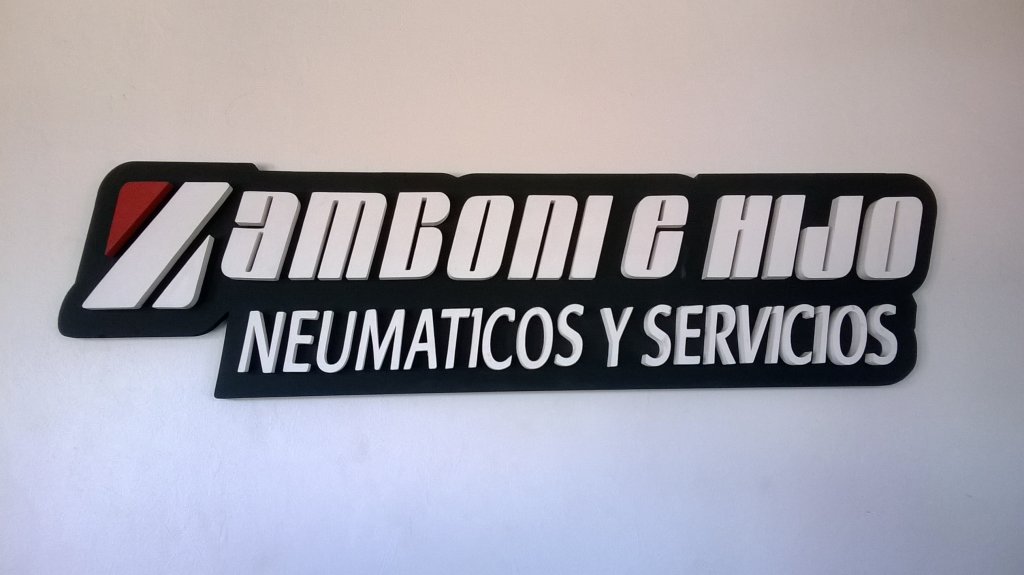 Zamboni e Hijo
NEUMATICOS Y SERVICIOS